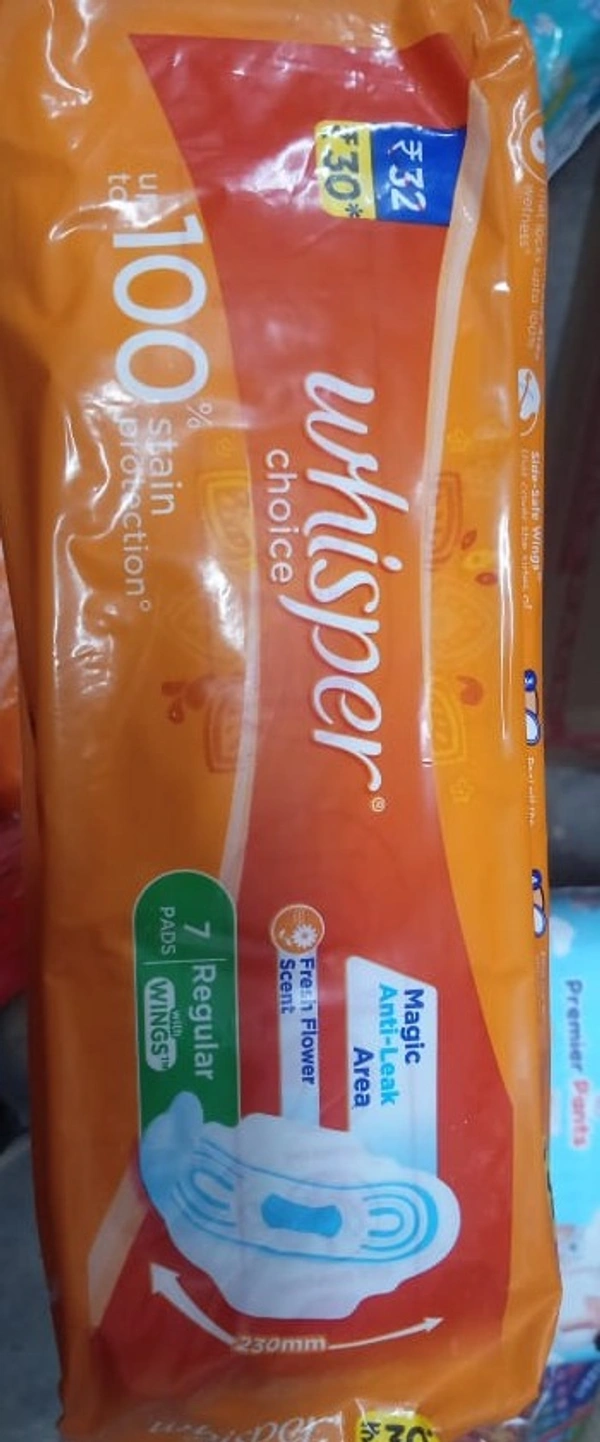 ₹32
₹30*
whisper®
choice
up
to 100% stain
protection°
Magic
Anti-Leak
Area
Fresh Flower
Scent
Regular
7
PADS
with
WINGS™
230mm
Side-Safe Wings
Premier Pants